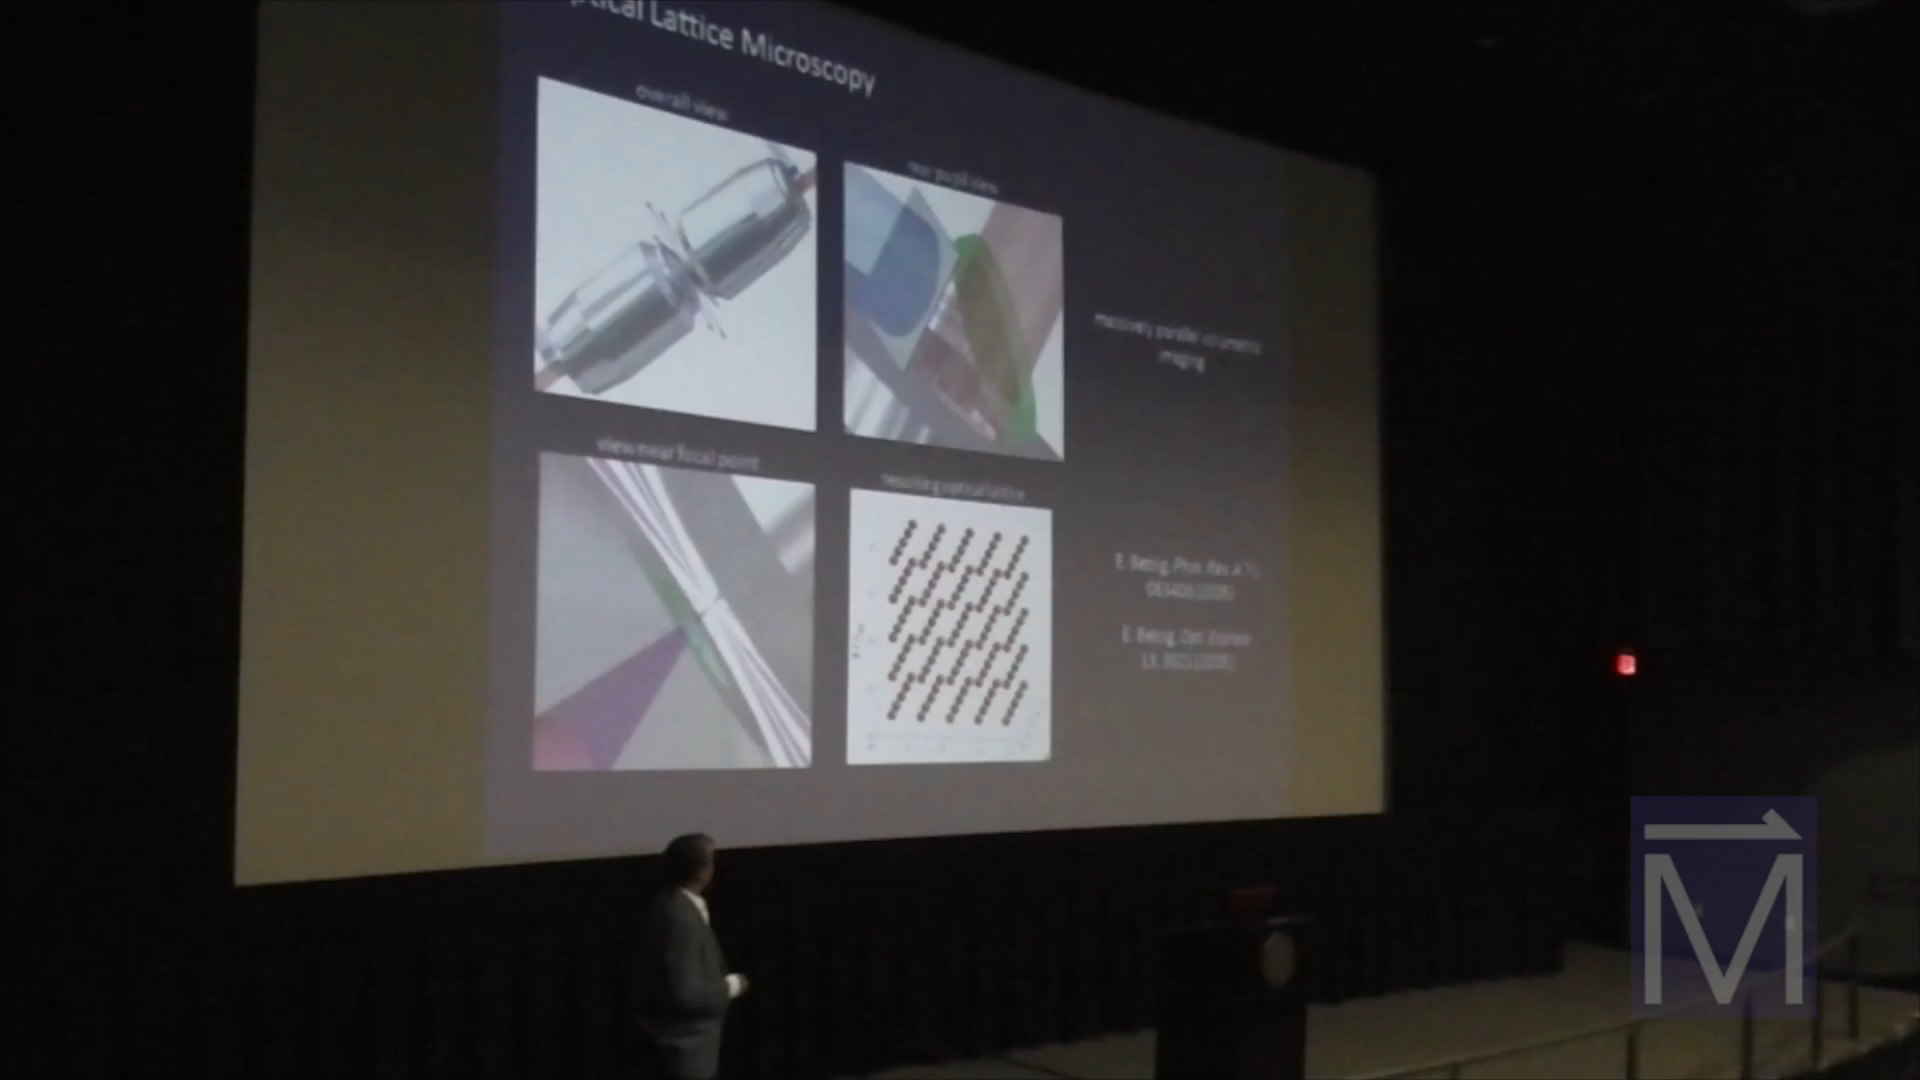 ptical Lattice Microscopy
overall view
rear pupil view
massively parallel volumetric
imaging
view near focal point
resulting optical lattice
E. Betzig, Phys. Rev. A 71,
063406 (2005)
E. Betzig, Opt. Express
13, 3021 (2005)
M